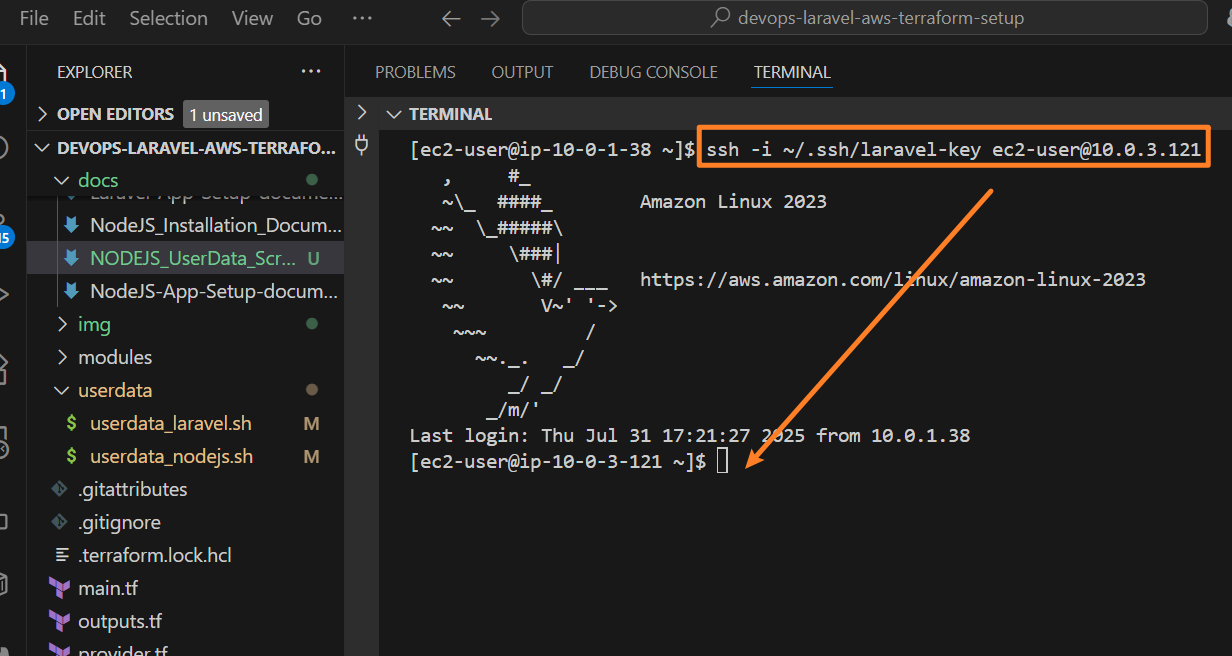 File Edit Selection View Go ...
devops-laravel-aws-terraform-setup
EXPLORER ...
OPEN EDITORS 1 unsaved
DEVOPS-LARAVEL-AWS-TERRAFO...
docs
Laravel-App-Setup-docume...
NodeJS_Installation_Docum...
NODEJS_UserData_Scr... U
NodeJS-App-Setup-docum...
img
modules
userdata
$ userdata_laravel.sh M
$ userdata_nodejs.sh M
.gitattributes
.gitignore
.terraform.lock.hcl
main.tf
outputs.tf
provider.tf
1
15
PROBLEMS OUTPUT DEBUG CONSOLE TERMINAL
TERMINAL
[ec2-user@ip-10-0-1-38 ~]$ ssh -i ~/.ssh/laravel-key ec2-user@10.0.3.121
   ,     #_
   ~\_  ####_        Amazon Linux 2023
  ~~  \_#####\
  ~~     \###|
  ~~       \#/ ___   https://aws.amazon.com/linux/amazon-linux-2023
   ~~       V~' '->
    ~~~         /
      ~~._.   _/
         _/ _/
       _/m/'
Last login: Thu Jul 31 17:21:27 2025 from 10.0.1.38
[ec2-user@ip-10-0-3-121 ~]$